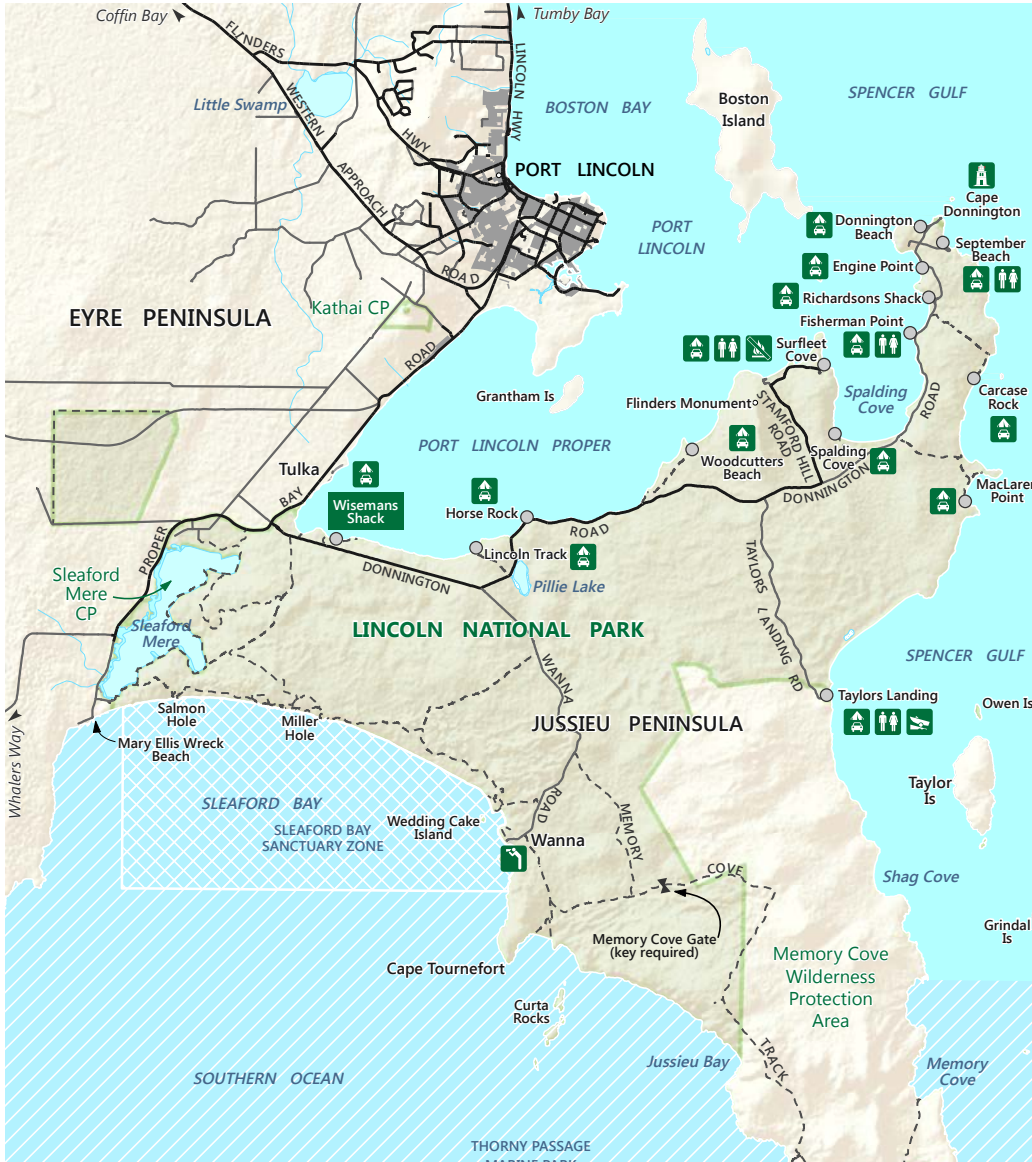 Coffin Bay
Tumby Bay
FLINDERS
HWY
LINCOLN HWY
Little Swamp
WESTERN
APPROACH
ROAD
BOSTON BAY
Boston
Island
SPENCER GULF
PORT LINCOLN
PORT
LINCOLN
Cape
Donnington
Donnington
Beach
September
Beach
Engine Point
Richardsons Shack
Fisherman Point
EYRE PENINSULA
Kathai CP
ROAD
Surfleet
Cove
Grantham Is
Flinders Monument
STAMFORD HILL
ROAD
Spalding
Cove
ROAD
Carcase
Rock
PORT LINCOLN PROPER
Tulka
BAY
PROPER
Woodcutters
Beach
Spalding
Cove
DONNINGTON
MacLaren
Point
Wisemans
Shack
Horse Rock
ROAD
Lincoln Track
DONNINGTON
Pillie Lake
TAYLORS LANDING RD
Sleaford
Mere
CP
Sleaford
Mere
LINCOLN NATIONAL PARK
WANNA
SPENCER GULF
Taylors Landing
Owen Is
Salmon
Hole
Miller
Hole
JUSSIEU PENINSULA
Mary Ellis Wreck
Beach
Whalers Way
Taylor
Is
SLEAFORD BAY
SLEAFORD BAY
SANCTUARY ZONE
Wedding Cake
Island
ROAD
Wanna
MEMORY
COVE
Shag Cove
Memory Cove Gate
(key required)
Grindal
Is
Cape Tournefort
Memory Cove
Wilderness
Protection
Area
Curta
Rocks
Jussieu Bay
TRACK
Memory
Cove
SOUTHERN OCEAN
THORNY PASSAGE
MARINE PARK